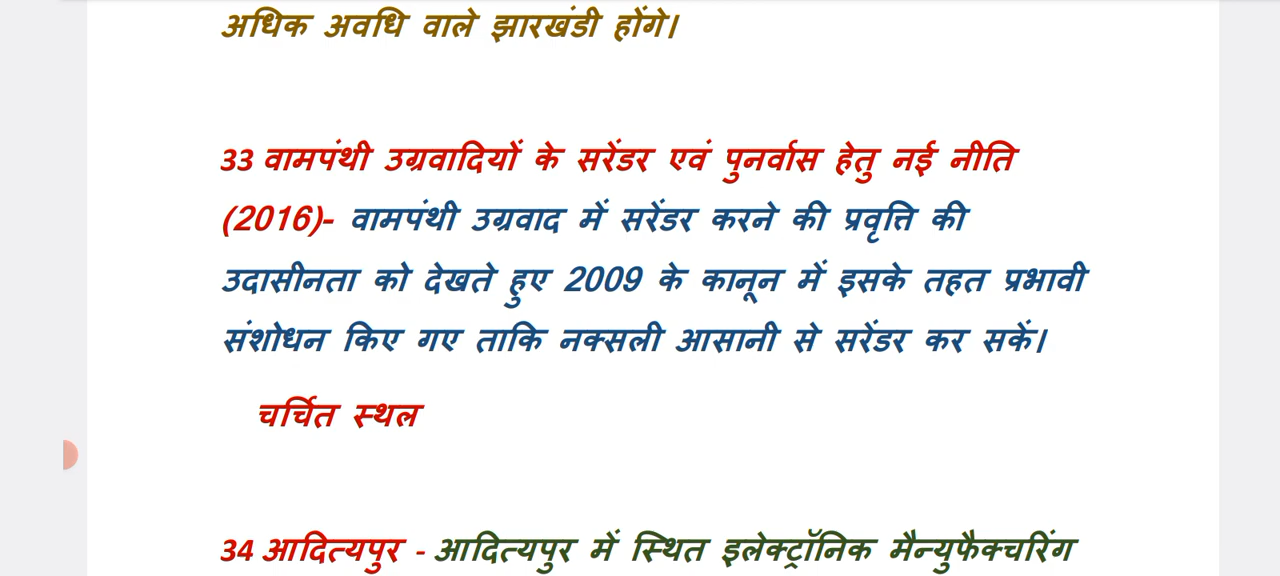 अधिक अवधि वाले झारखंडी होंगे।
33 वामपंथी उग्रवादियों के सरेंडर एवं पुनर्वास हेतु नई नीति
(2016)- वामपंथी उग्रवाद में सरेंडर करने की प्रवृत्ति की
उदासीनता को देखते हुए 2009 के कानून में इसके तहत प्रभावी
संशोधन किए गए ताकि नक्सली आसानी से सरेंडर कर सकें।
चर्चित स्थल
34 आदित्यपुर - आदित्यपुर में स्थित इलेक्ट्रॉनिक मैन्युफैक्चरिंग